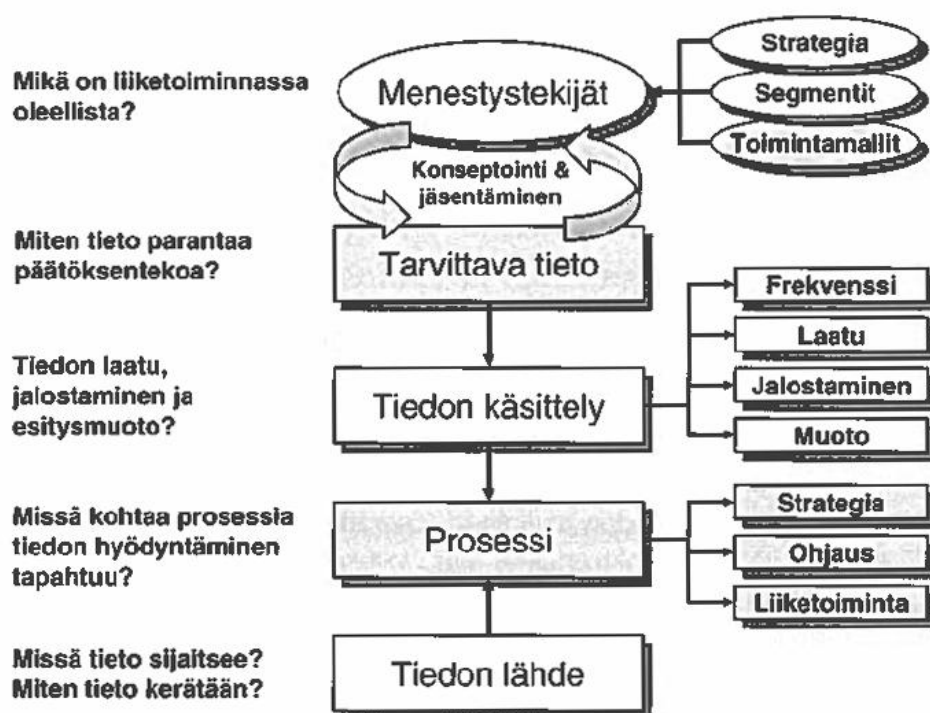 Mikä on liiketoiminnassa
oleellista?
Menestystekijät
Strategia
Segmentit
Toimintamallit
Konseptointi &
jäsentäminen
Miten tieto parantaa
päätöksentekoa?
Tarvittava tieto
Tiedon laatu,
jalostaminen ja
esitysmuoto?
Tiedon käsittely
Frekvenssi
Laatu
Jalostaminen
Muoto
Missä kohtaa prosessia
tiedon hyödyntäminen
tapahtuu?
Prosessi
Strategia
Ohjaus
Liiketoiminta
Missä tieto sijaitsee?
Miten tieto kerätään?
Tiedon lähde